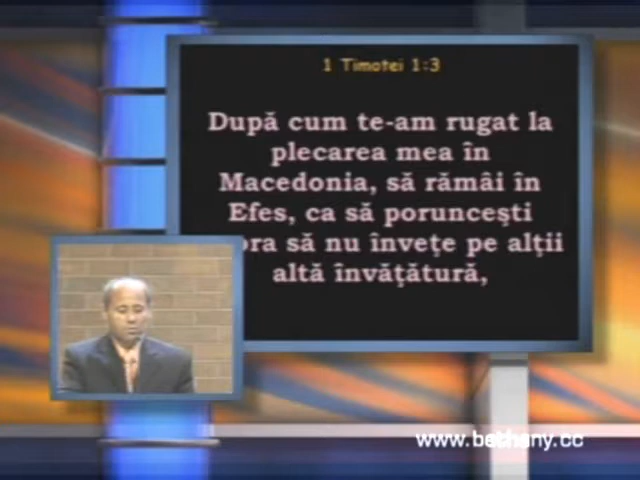 1 Timotei 1:3
După cum te-am rugat la
plecarea mea în
Macedonia, să rămâi în
Efes, ca să poruncești
să nu învețe pe alții
altă învățătură,
www.bethany.cc